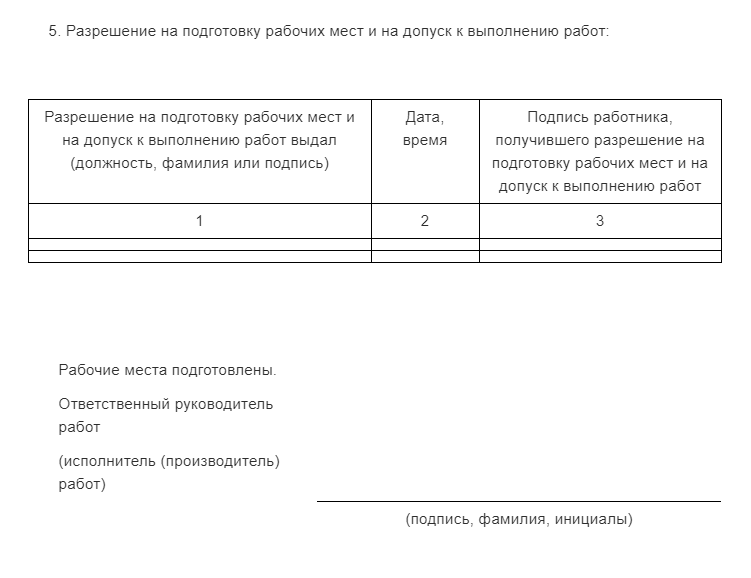 5. Разрешение на подготовку рабочих мест и на допуск к выполнению работ:
Разрешение на подготовку рабочих мест и
на допуск к выполнению работ выдал
(должность, фамилия или подпись)
Дата,
время
Подпись работника,
получившего разрешение на
подготовку рабочих мест и на
допуск к выполнению работ
1
2
3
Рабочие места подготовлены.
Ответственный руководитель
работ
(исполнитель (производитель)
работ)
(подпись, фамилия, инициалы)